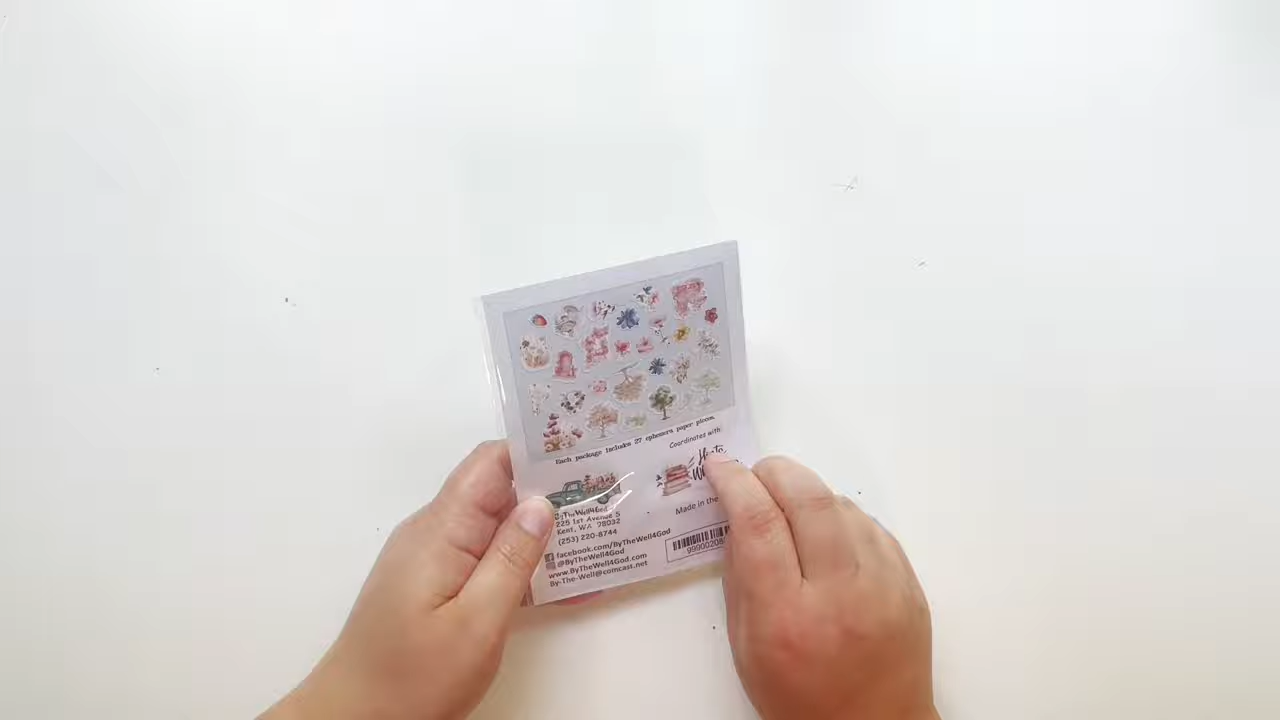 Each package includes 27 ephemera paper pieces.
Coordinates with
Made in the
ByTheWell4God
225 1st Avenue S
Kent, WA 98032
(253) 220-8744
facebook.com/ByTheWell4God
@ByTheWell4God
www.ByTheWell4God.com
By-The-Well@comcast.net